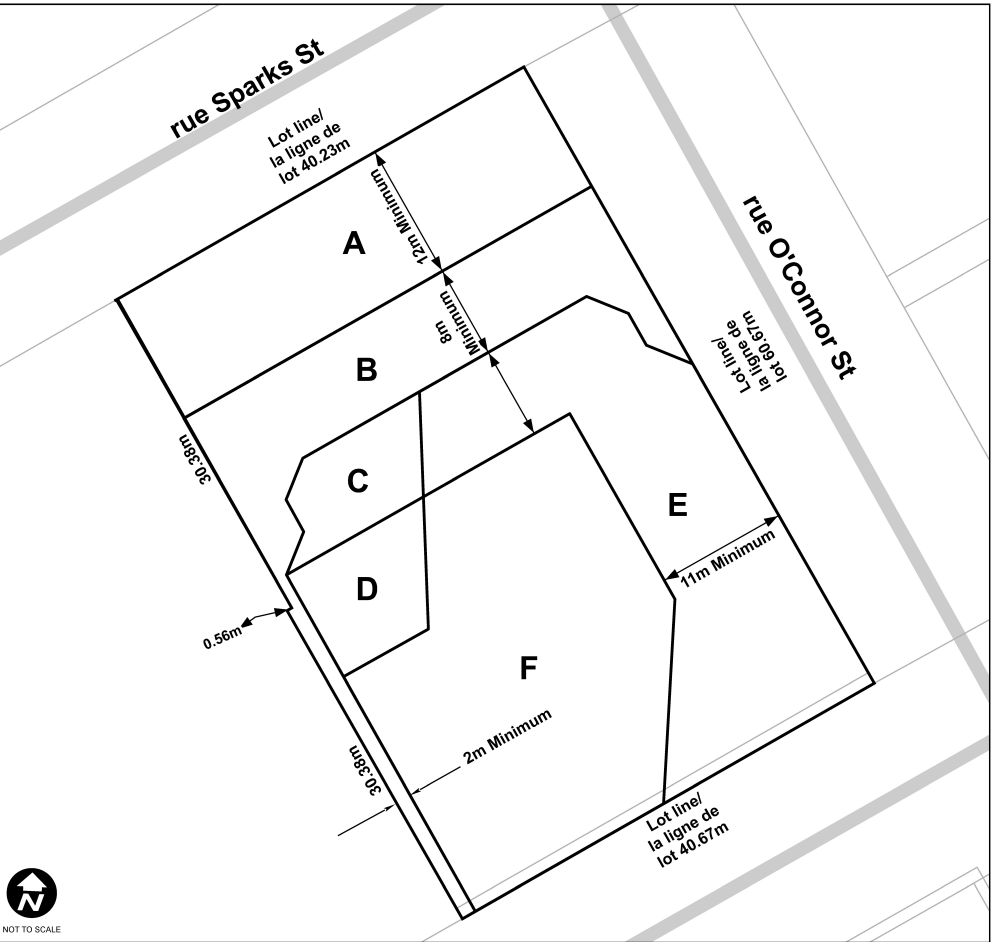 rue Sparks St
Lot line/
la ligne de
lot 40.23m
12m Minimum
A
rue O'Connor St
8m
Minimum
Lot line/
la ligne de
lot 60.67m
B
30.38m
C
E
11m Minimum
D
0.56m
F
2m Minimum
30.38m
Lot line/
la ligne de
lot 40.67m
N
NOT TO SCALE